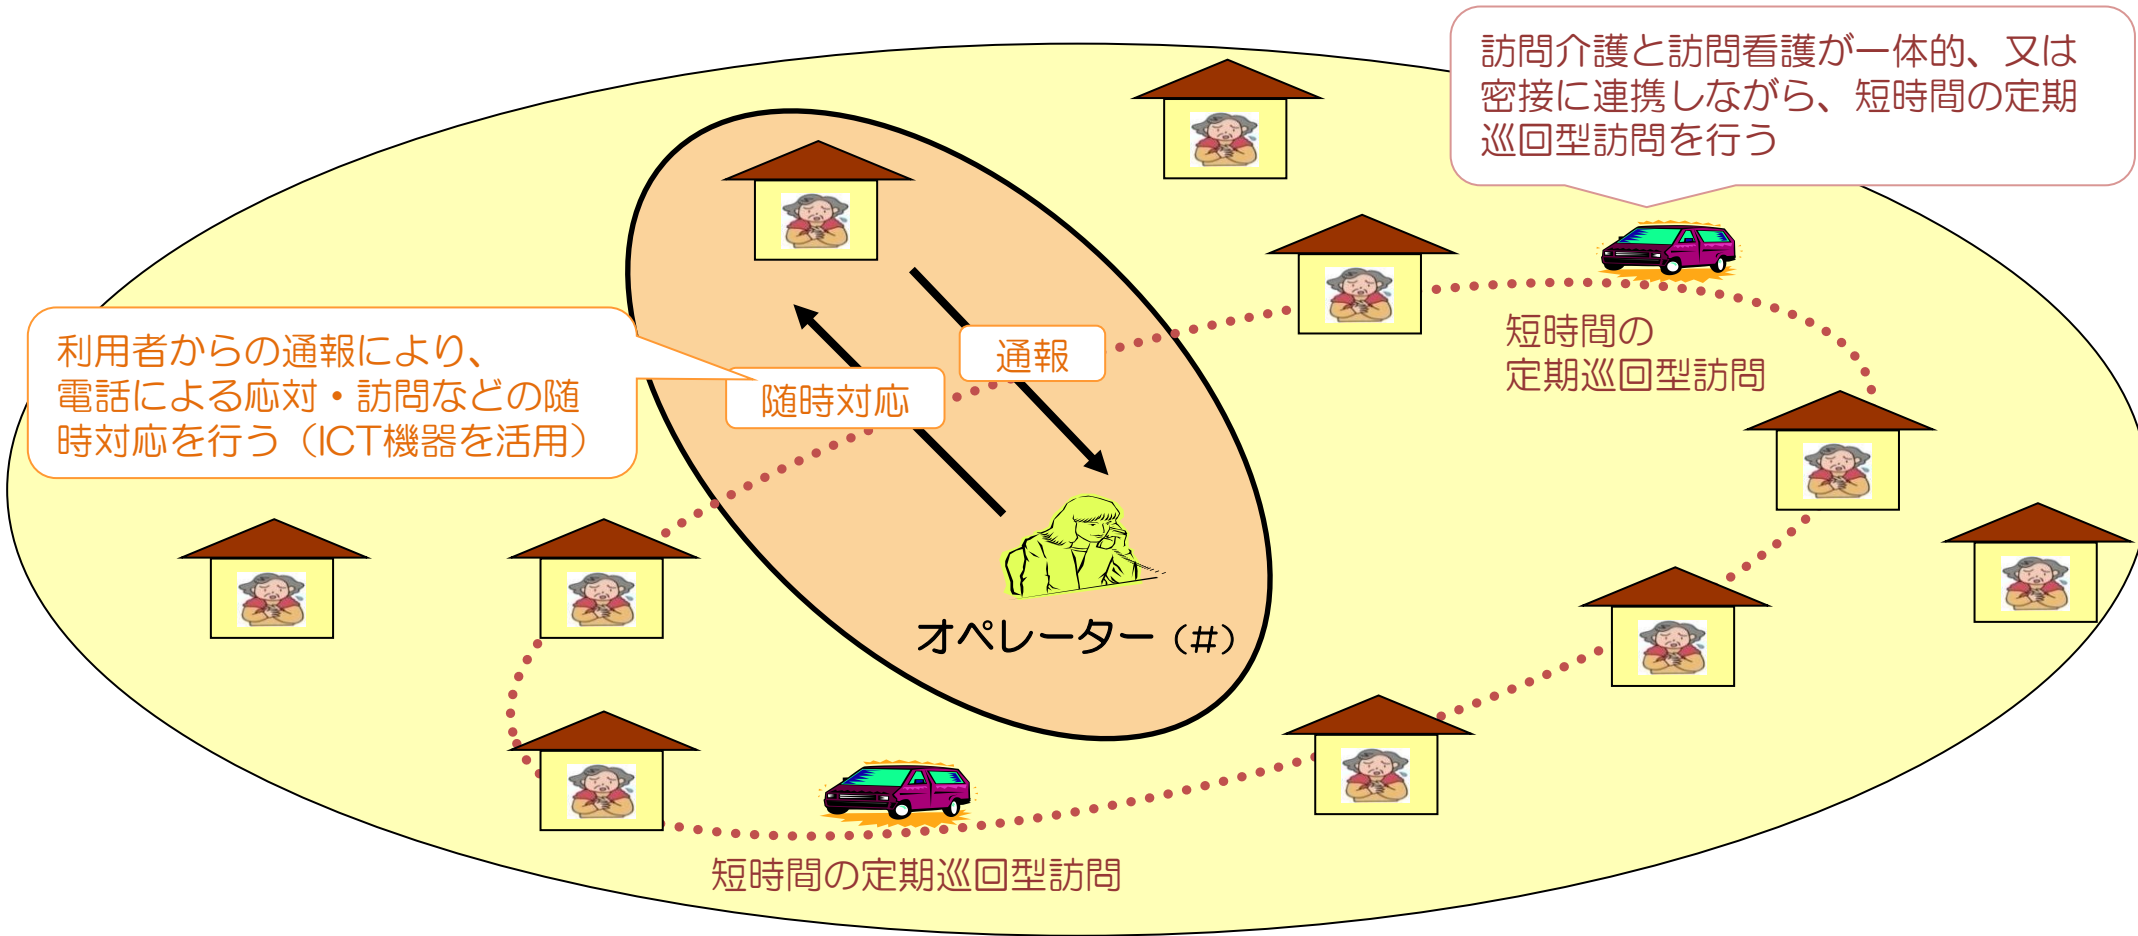 訪問介護と訪問看護が一体的、又は
密接に連携しながら、短時間の定期
巡回型訪問を行う
利用者からの通報により、
電話による応対・訪問などの随
時対応を行う（ICT機器を活用）
通報
随時対応
短時間の
定期巡回型訪問
オペレーター（＃）
短時間の定期巡回型訪問